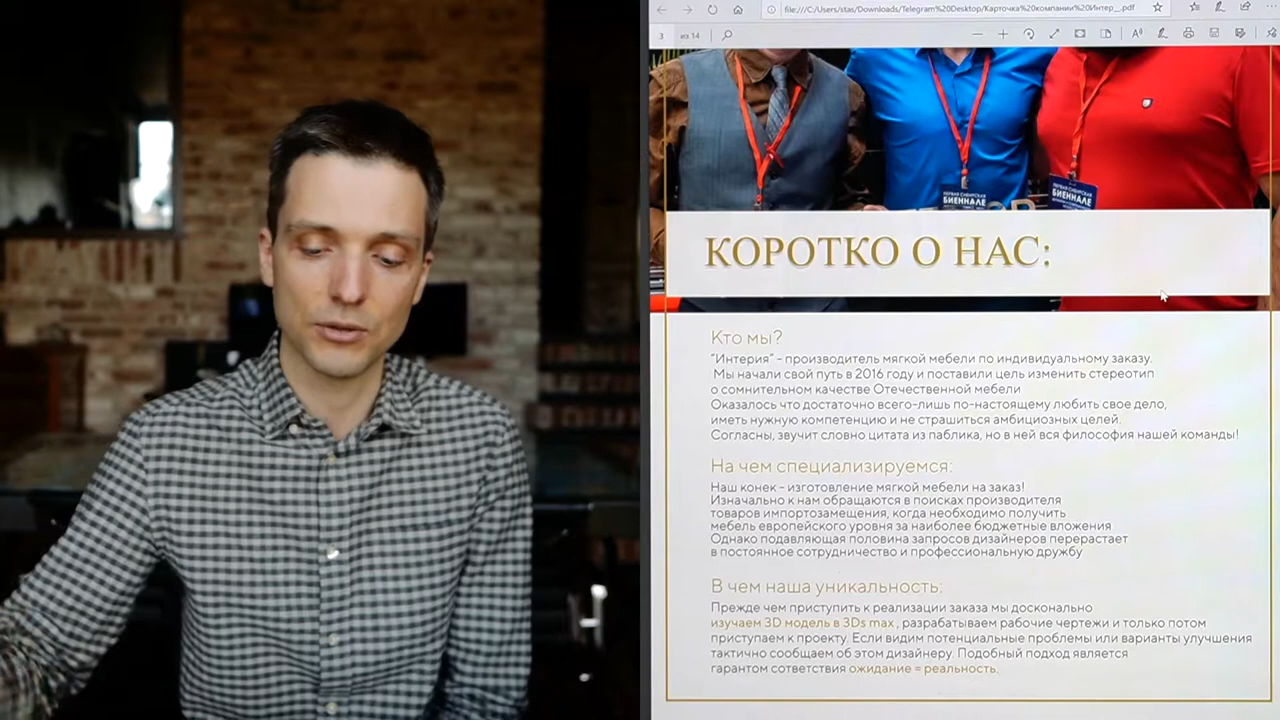 file:///C:/Users/stas/Downloads/Telegram%20Desktop/Карточка%20компании%20Интер_.pdf
3 из 14
ПЕРВАЯ СИБИРСКАЯ
БИЕННАЛЕ
ПЕРВАЯ СИБИРСКАЯ
БИЕННАЛЕ
КОРОТКО О НАС:
Кто мы?
"Интерия" - производитель мягкой мебели по индивидуальному заказу.
Мы начали свой путь в 2016 году и поставили цель изменить стереотип
о сомнительном качестве Отечественной мебели
Оказалось что достаточно всего-лишь по-настоящему любить свое дело,
иметь нужную компетенцию и не страшиться амбициозных целей.
Согласны, звучит словно цитата из паблика, но в ней вся философия нашей команды!
На чем специализируемся:
Наш конек - изготовление мягкой мебели на заказ!
Изначально к нам обращаются в поисках производителя
товаров импортозамещения, когда необходимо получить
мебель европейского уровня за наиболее бюджетные вложения
Однако подавляющая половина запросов дизайнеров перерастает
в постоянное сотрудничество и профессиональную дружбу
В чем наша уникальность:
Прежде чем приступить к реализации заказа мы досконально
изучаем 3D модель в 3Ds max , разрабатываем рабочие чертежи и только потом
приступаем к проекту. Если видим потенциальные проблемы или варианты улучшения
тактично сообщаем об этом дизайнеру. Подобный подход является
гарантом сответствия ожидание = реальность.